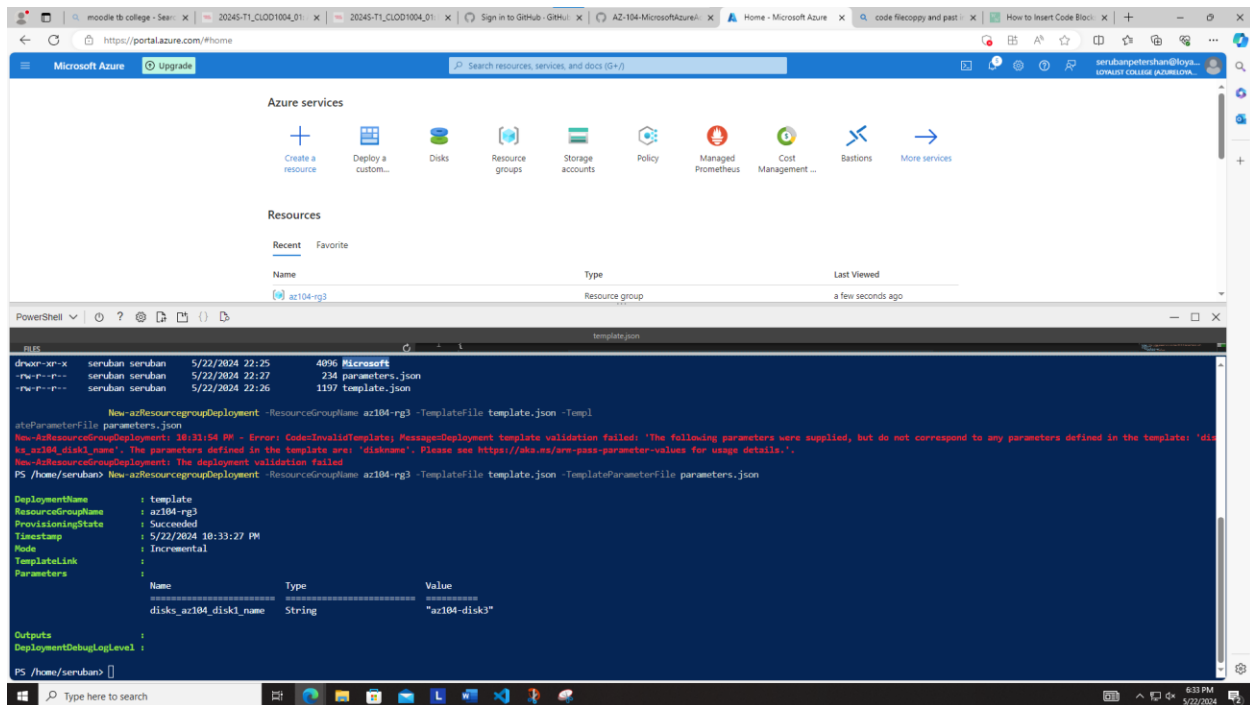 moodle tb college - Sear
2024S-T1_CLOD1004_01:
2024S-T1_CLOD1004_01:
Sign in to GitHub · GitHub
AZ-104-MicrosoftAzureA
Home - Microsoft Azure
code filecoppy and past i
How to Insert Code Block
https://portal.azure.com/#home
Microsoft Azure
Upgrade
Search resources, services, and docs (G+/)
serubanpetershan@loya...
LOYALIST COLLEGE (AZURELOYA...
Azure services
Create a resource
Deploy a custom...
Disks
Resource groups
Storage accounts
Policy
Managed Prometheus
Cost Management ...
Bastions
More services
Resources
Recent Favorite
Name Type Last Viewed
az104-rg3 Resource group a few seconds ago
PowerShell
template.json
FILES 1 {
drwxr-xr-x seruban seruban 5/22/2024 22:25 4096 Microsoft
-rw-r--r-- seruban seruban 5/22/2024 22:27 234 parameters.json
-rw-r--r-- seruban seruban 5/22/2024 22:26 1197 template.json
New-azResourcegroupDeployment -ResourceGroupName az104-rg3 -TemplateFile template.json -Templ
ateParameterFile parameters.json
New-AzResourceGroupDeployment: 10:31:54 PM - Error: Code=InvalidTemplate; Message=Deployment template validation failed: 'The following parameters were supplied, but do not correspond to any parameters defined in the template: 'dis
ks_az104_disk1_name'. The parameters defined in the template are: 'diskname'. Please see https://aka.ms/arm-pass-parameter-values for usage details.'.
New-AzResourceGroupDeployment: The deployment validation failed
PS /home/seruban> New-azResourcegroupDeployment -ResourceGroupName az104-rg3 -TemplateFile template.json -TemplateParameterFile parameters.json
DeploymentName : template
ResourceGroupName : az104-rg3
ProvisioningState : Succeeded
Timestamp : 5/22/2024 10:33:27 PM
Mode : Incremental
TemplateLink :
Parameters :
Name Type Value
======================== ========================= ==========
disks_az104_disk1_name String "az104-disk3"
Outputs :
DeploymentDebugLogLevel :
PS /home/seruban>
Type here to search
6:33 PM
5/22/2024